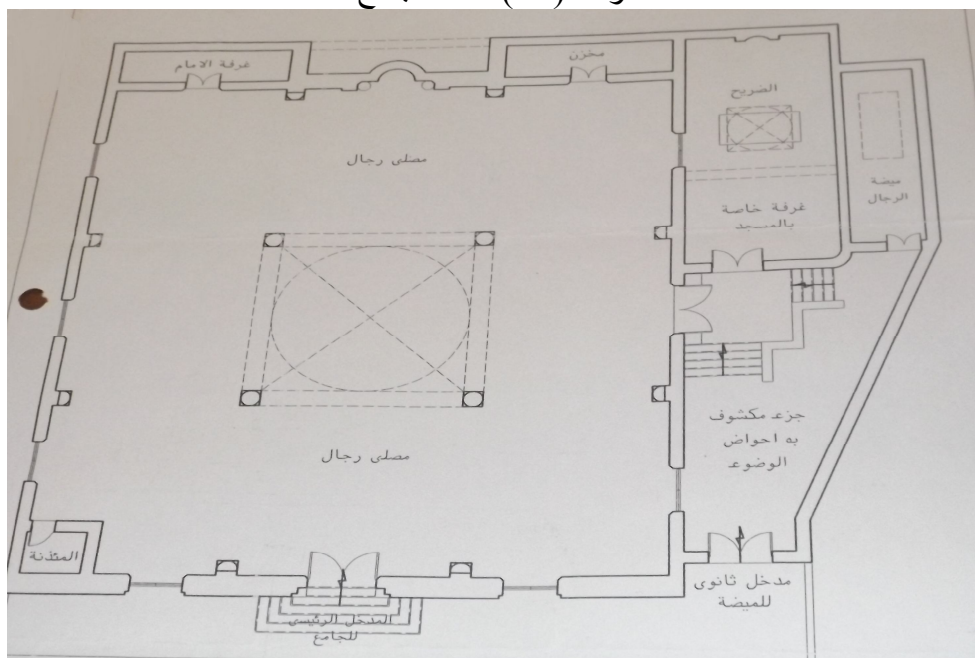 غرفة الامام
مخزن
الضريح
ميضة
الرجال
مصلى رجال
غرفة خاصة
بالمسجد
جزء مكشوف
به احواض
الوضوء
مصلى رجال
المئذنة
مدخل ثانوى
للميضة
المدخل الرئيسى
للجامع